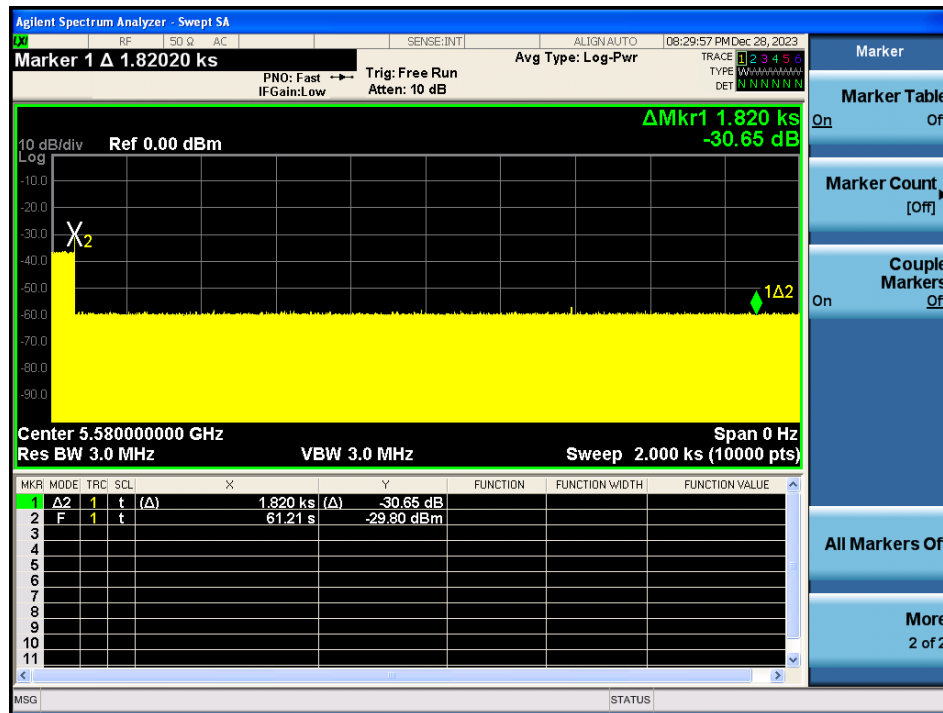 Agilent Spectrum Analyzer - Swept SA
LXI RF 50 Ω AC SENSE:INT ALIGN AUTO 08:29:57 PM Dec 28, 2023
Marker 1 Δ 1.82020 ks
PNO: Fast
IFGain:Low
Trig: Free Run
Atten: 10 dB
Avg Type: Log-Pwr
TRACE 1 2 3 4 5 6
TYPE
DET N N N N N N
ΔMkr1 1.820 ks
-30.65 dB
10 dB/div Ref 0.00 dBm
Log
-10.0
-20.0
-30.0
-40.0
-50.0
-60.0
-70.0
-80.0
-90.0
2
1Δ2
Center 5.580000000 GHz Span 0 Hz
Res BW 3.0 MHz VBW 3.0 MHz Sweep 2.000 ks (10000 pts)
MKR MODE TRC SCL X Y FUNCTION FUNCTION WIDTH FUNCTION VALUE
1 Δ2 1 t (Δ) 1.820 ks (Δ) -30.65 dB
2 F 1 t 61.21 s -29.80 dBm
3
4
5
6
7
8
9
10
11
MSG STATUS
Marker
Marker Table
On Of
Marker Count
[Off]
Couple
Markers
On Of
All Markers Of
More
2 of 2